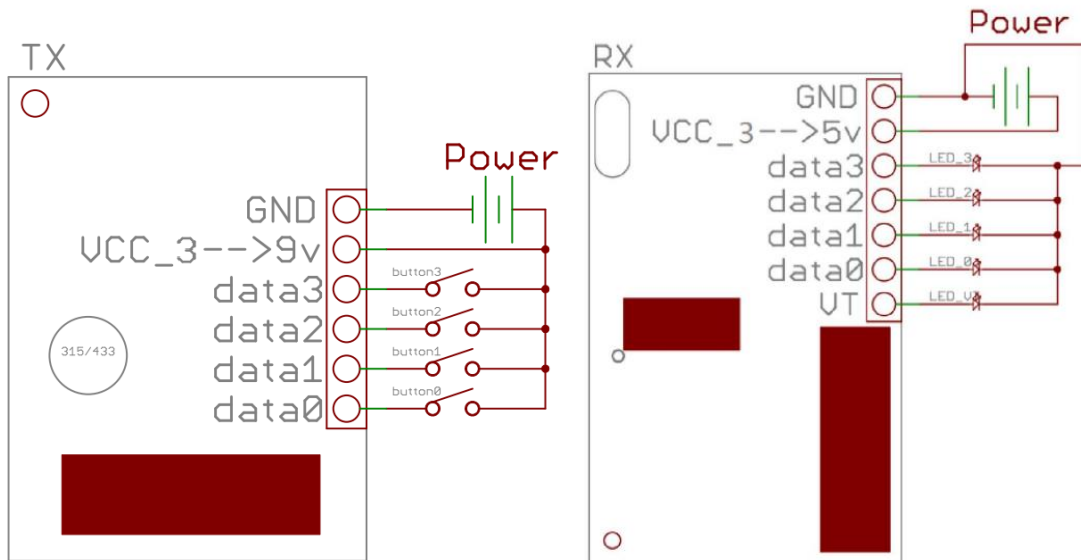 TX
Power
GND
VCC_3-->9v
data3
button3
data2
button2
data1
button1
data0
button0
315/433
RX
Power
GND
VCC_3-->5v
data3
LED_3
data2
LED_2
data1
LED_1
data0
LED_0
VT